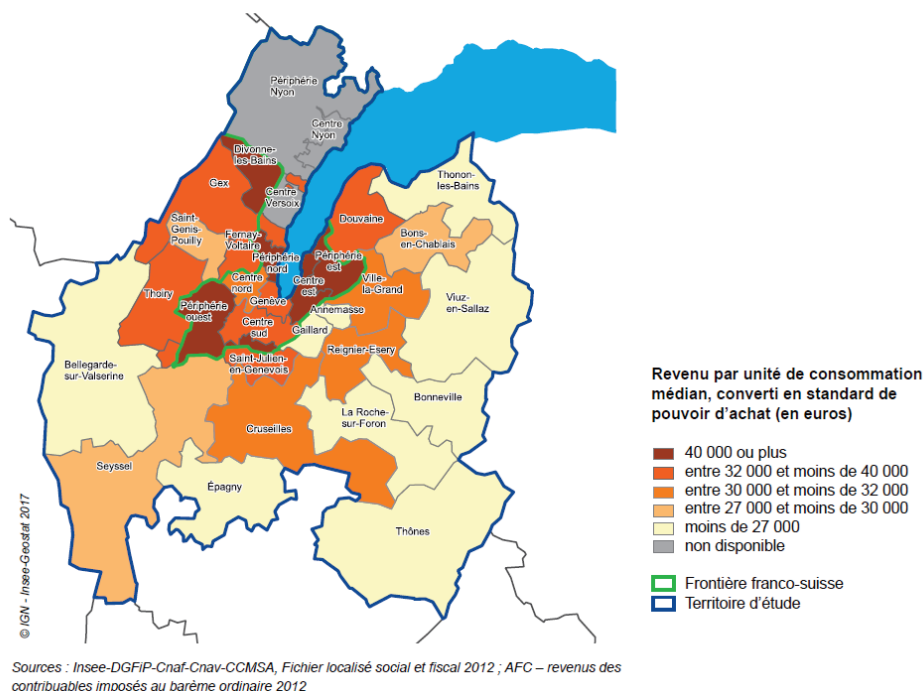 Périphérie
Nyon
Centre
Nyon
Divonne-
les-Bains
Thonon-
les-Bains
Gex
Centre
Versoix
Douvaine
Saint-
Genis-
Pouilly
Fernay-
Voltaire
Bons-
en-Chablais
Périphérie
nord
Périphérie
est
Centre
nord
Centre
est
Ville-
la-Grand
Thoiry
Genève
Viuz-
en-Sallaz
Périphérie
ouest
Annemasse
Centre
sud
Gaillard
Reignier-Esery
Saint-Julien-
en-Genevois
Bellegarde-
sur-Valserine
Bonneville
La Roche-
sur-Foron
Cruseilles
Seyssel
Épagny
Thônes
Revenu par unité de consommation
médian, converti en standard de
pouvoir d'achat (en euros)
40 000 ou plus
entre 32 000 et moins de 40 000
entre 30 000 et moins de 32 000
entre 27 000 et moins de 30 000
moins de 27 000
non disponible
Frontière franco-suisse
Territoire d'étude
© IGN - Insee-Geostat 2017
Sources : Insee-DGFiP-Cnaf-Cnav-CCMSA, Fichier localisé social et fiscal 2012 ; AFC – revenus des
contribuables imposés au barème ordinaire 2012